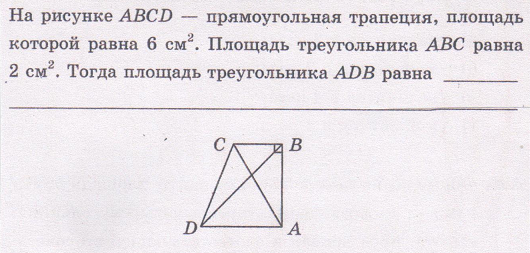 На рисунке ABCD — прямоугольная трапеция, площадь
которой равна 6 см². Площадь треугольника ABC равна
2 см². Тогда площадь треугольника ADB равна ________
C B
D A